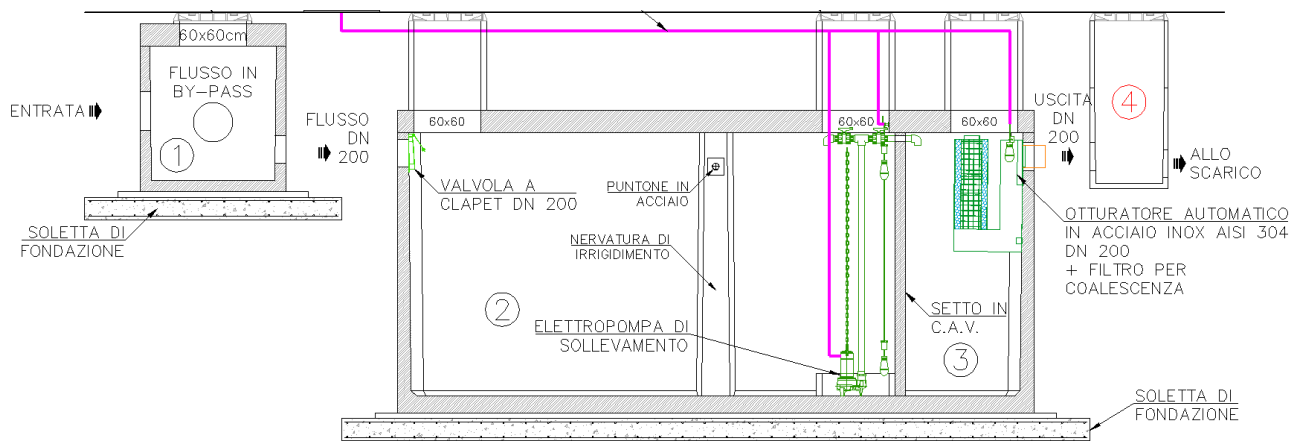 60x60cm
FLUSSO IN
BY-PASS
ENTRATA
1
FLUSSO
DN
200
SOLETTA DI
FONDAZIONE
60x60
60x60
60x60
VALVOLA A
CLAPET DN 200
PUNTONE IN
ACCIAIO
NERVATURA DI
IRRIGIDIMENTO
2
ELETTROPOMPA DI
SOLLEVAMENTO
SETTO IN
C.A.V.
3
USCITA
DN
200
4
ALLO
SCARICO
OTTURATORE AUTOMATICO
IN ACCIAIO INOX AISI 304
DN 200
+ FILTRO PER
COALESCENZA
SOLETTA DI
FONDAZIONE